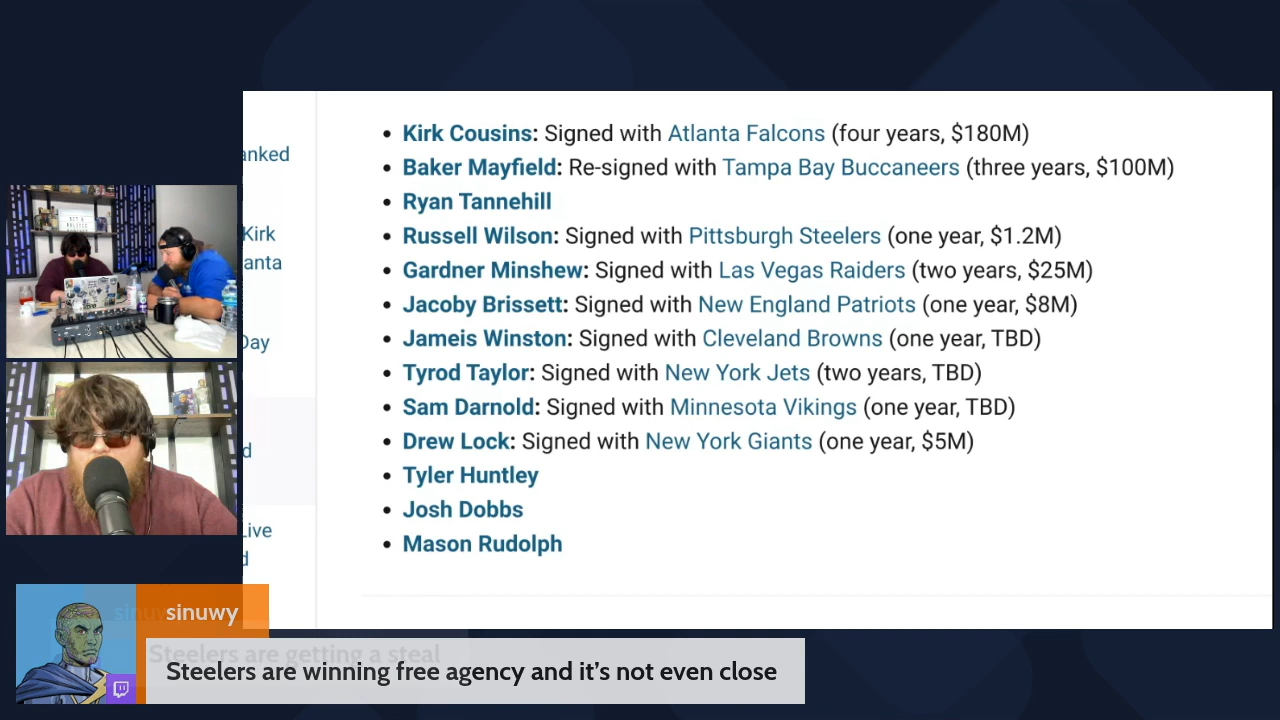 anked
Kirk
anta
Day
d
Live
d
Kirk Cousins: Signed with Atlanta Falcons (four years, $180M)
Baker Mayfield: Re-signed with Tampa Bay Buccaneers (three years, $100M)
Ryan Tannehill
Russell Wilson: Signed with Pittsburgh Steelers (one year, $1.2M)
Gardner Minshew: Signed with Las Vegas Raiders (two years, $25M)
Jacoby Brissett: Signed with New England Patriots (one year, $8M)
Jameis Winston: Signed with Cleveland Browns (one year, TBD)
Tyrod Taylor: Signed with New York Jets (two years, TBD)
Sam Darnold: Signed with Minnesota Vikings (one year, TBD)
Drew Lock: Signed with New York Giants (one year, $5M)
Tyler Huntley
Josh Dobbs
Mason Rudolph
sinuwy
Steelers are getting a steal
Steelers are winning free agency and it's not even close